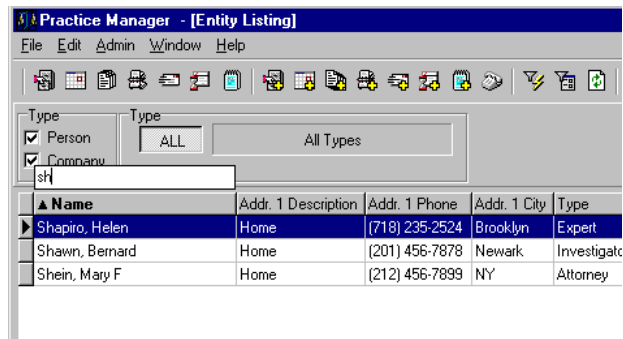 Practice Manager - [Entity Listing]
File Edit Admin Window Help
Type Type
Person ALL All Types
Company
sh
▲ Name Addr. 1 Description Addr. 1 Phone Addr. 1 City Type
Shapiro, Helen Home (718) 235-2524 Brooklyn Expert
Shawn, Bernard Home (201) 456-7878 Newark Investigato
Shein, Mary F Home (212) 456-7899 NY Attorney